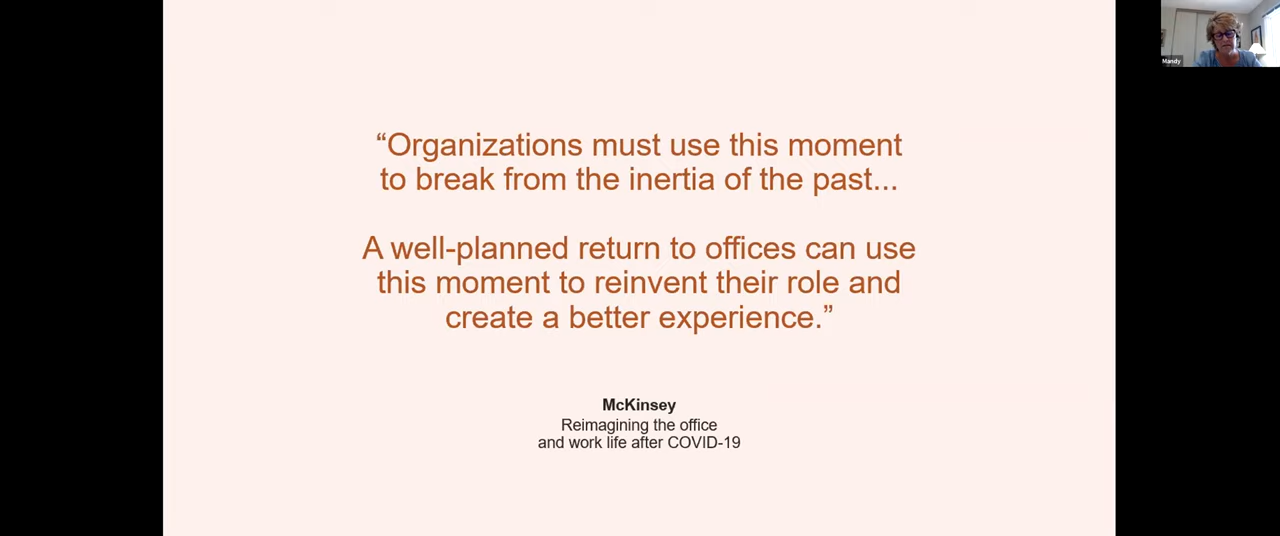 “Organizations must use this moment
to break from the inertia of the past...
A well-planned return to offices can use
this moment to reinvent their role and
create a better experience.”
McKinsey
Reimagining the office
and work life after COVID-19
Mandy